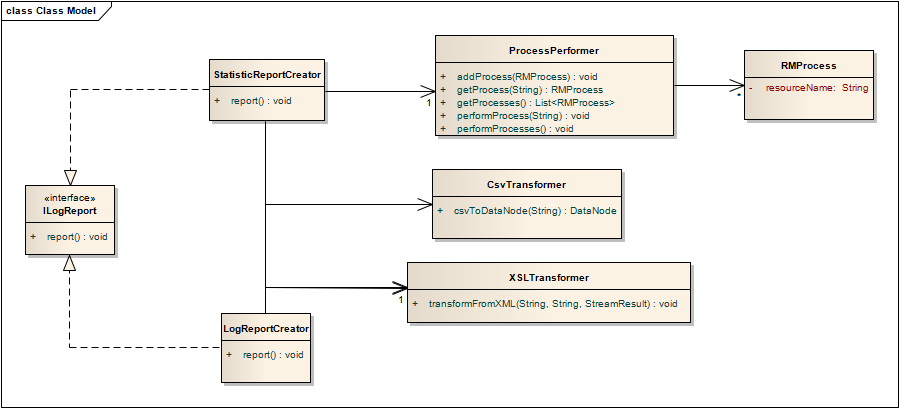 class Class Model
ProcessPerformer
+ addProcess(RMProcess) : void
+ getProcess(String) : RMProcess
+ getProcesses() : List<RMProcess>
+ performProcess(String) : void
+ performProcesses() : void
RMProcess
- resourceName: String
StatisticReportCreator
+ report() : void
1
*
«interface»
ILogReport
+ report() : void
CsvTransformer
+ csvToDataNode(String) : DataNode
XSLTransformer
+ transformFromXML(String, String, StreamResult) : void
1
LogReportCreator
+ report() : void